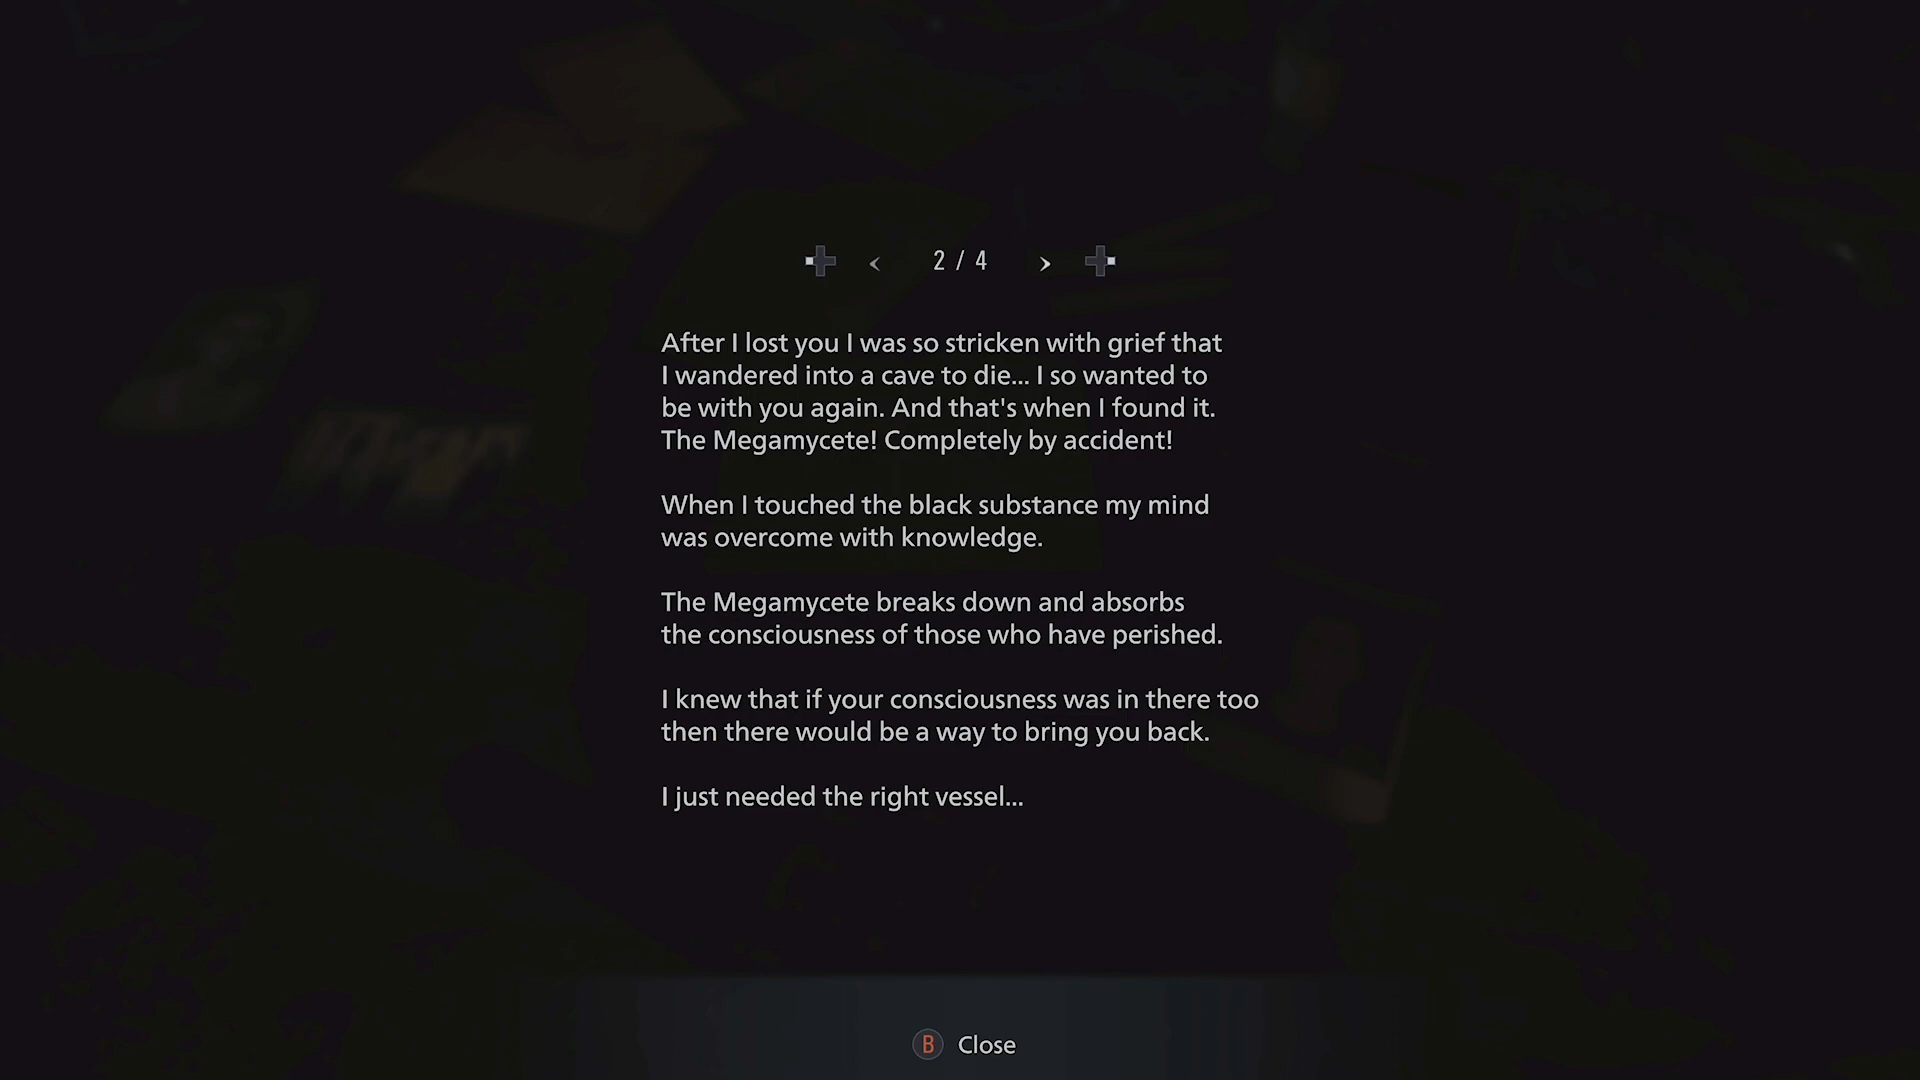 2 / 4
After I lost you I was so stricken with grief that
I wandered into a cave to die... I so wanted to
be with you again. And that's when I found it.
The Megamycete! Completely by accident!
When I touched the black substance my mind
was overcome with knowledge.
The Megamycete breaks down and absorbs
the consciousness of those who have perished.
I knew that if your consciousness was in there too
then there would be a way to bring you back.
I just needed the right vessel...
B Close